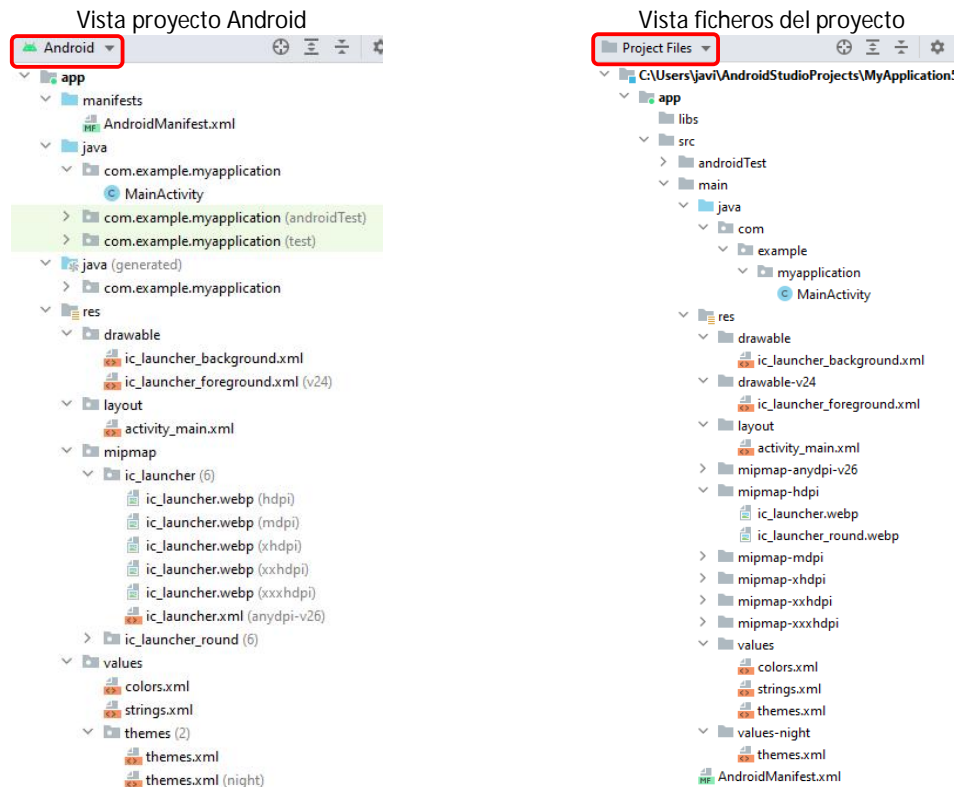 Vista proyecto Android
Android
app
manifests
AndroidManifest.xml
java
com.example.myapplication
MainActivity
com.example.myapplication (androidTest)
com.example.myapplication (test)
java (generated)
com.example.myapplication
res
drawable
ic_launcher_background.xml
ic_launcher_foreground.xml (v24)
layout
activity_main.xml
mipmap
ic_launcher (6)
ic_launcher.webp (hdpi)
ic_launcher.webp (mdpi)
ic_launcher.webp (xhdpi)
ic_launcher.webp (xxhdpi)
ic_launcher.webp (xxxhdpi)
ic_launcher.xml (anydpi-v26)
ic_launcher_round (6)
values
colors.xml
strings.xml
themes (2)
themes.xml
themes.xml (night)
Vista ficheros del proyecto
Project Files
C:\Users\javi\AndroidStudioProjects\MyApplication5
app
libs
src
androidTest
main
java
com
example
myapplication
MainActivity
res
drawable
ic_launcher_background.xml
drawable-v24
ic_launcher_foreground.xml
layout
activity_main.xml
mipmap-anydpi-v26
mipmap-hdpi
ic_launcher.webp
ic_launcher_round.webp
mipmap-mdpi
mipmap-xhdpi
mipmap-xxhdpi
mipmap-xxxhdpi
values
colors.xml
strings.xml
themes.xml
values-night
themes.xml
AndroidManifest.xml